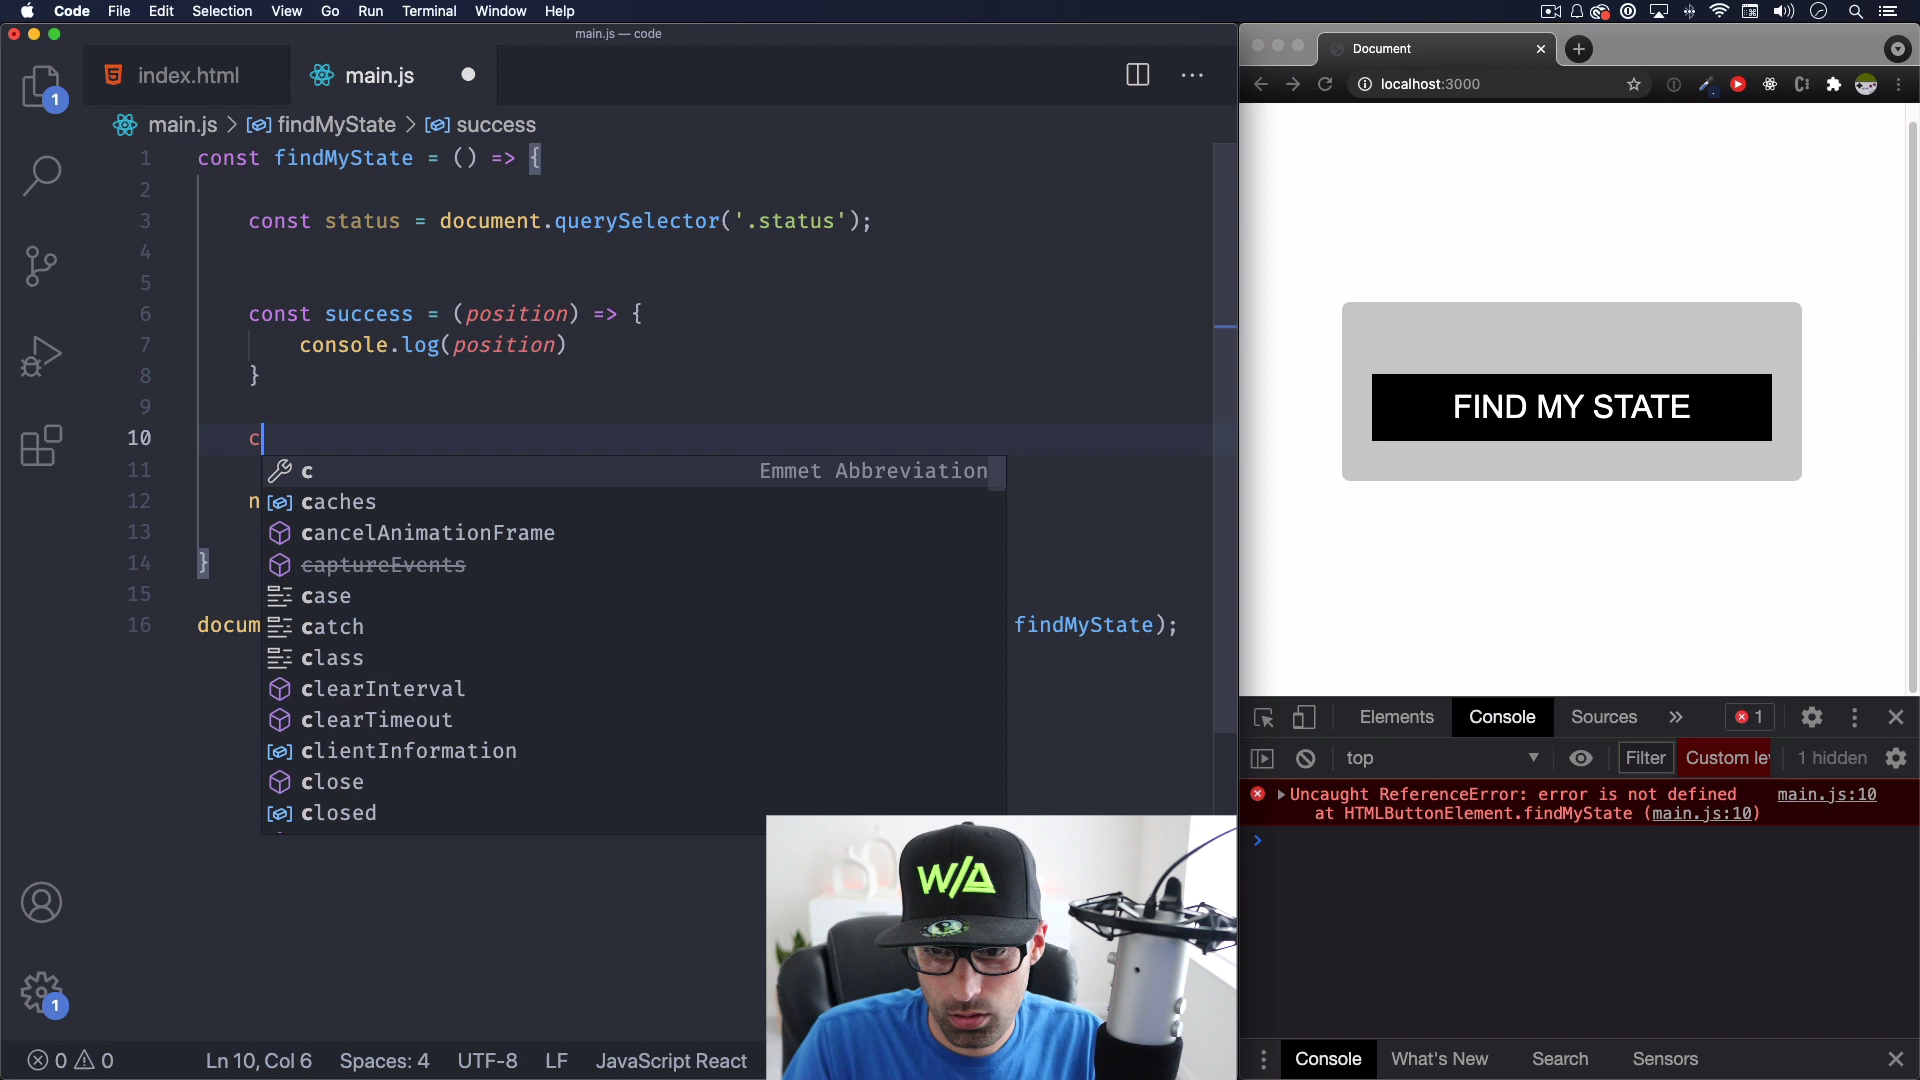 Code File Edit Selection View Go Run Terminal Window Help
main.js — code
index.html main.js
1
main.js > findMyState > success
1 const findMyState = () => {
2
3 const status = document.querySelector('.status');
4
5
6 const success = (position) => {
7 console.log(position)
8 }
9
10 c
11
12 n
13
14 }
15
16 docum findMyState);
c Emmet Abbreviation
caches
cancelAnimationFrame
captureEvents
case
catch
class
clearInterval
clearTimeout
clientInformation
close
closed
1
0 0 Ln 10, Col 6 Spaces: 4 UTF-8 LF JavaScript React
W/A
Document
localhost:3000
FIND MY STATE
Elements Console Sources » 1
top Filter Custom le 1 hidden
Uncaught ReferenceError: error is not defined main.js:10
at HTMLButtonElement.findMyState (main.js:10)
Console What's New Search Sensors